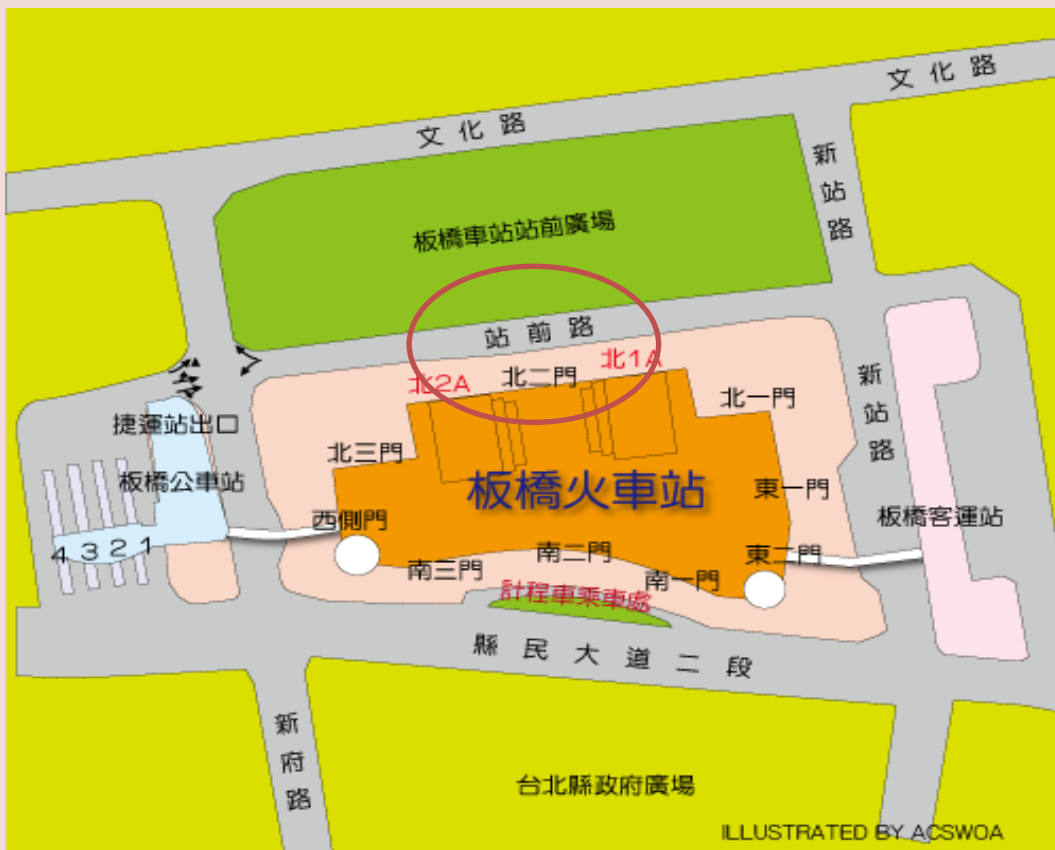 文化路
文化路
新站路
板橋車站站前廣場
站前路
北2A
北二門
北1A
北一門
新站路
捷運站出口
北三門
板橋公車站
板橋火車站
東一門
板橋客運站
西側門
4 3 2 1
南三門
南二門
南一門
東二門
計程車乘車處
縣民大道二段
新府路
台北縣政府廣場
ILLUSTRATED BY ACSWOA